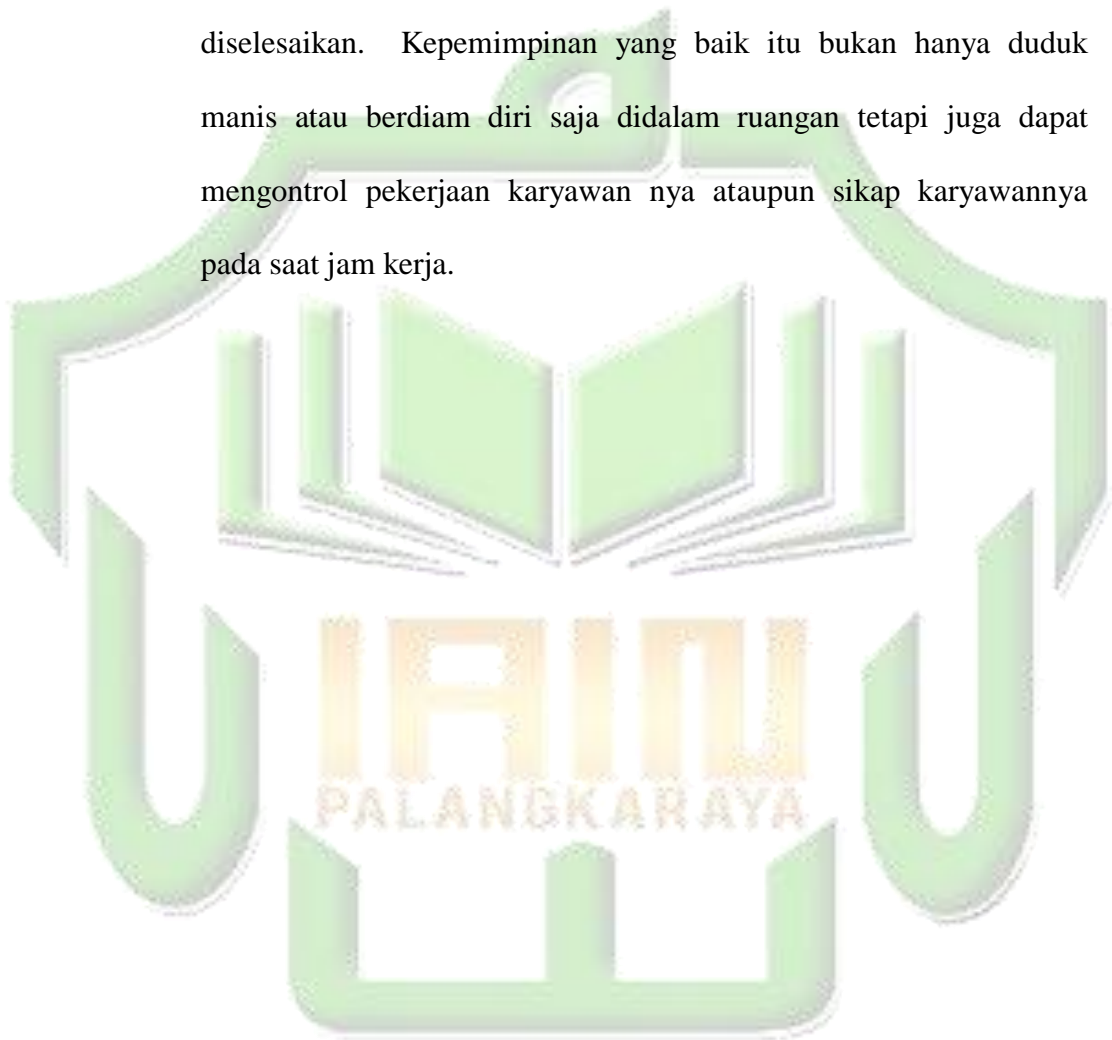 diselesaikan. Kepemimpinan yang baik itu bukan hanya duduk
manis atau berdiam diri saja didalam ruangan tetapi juga dapat
mengontrol pekerjaan karyawan nya ataupun sikap karyawannya
pada saat jam kerja.
IAIN
PALANGKARAYA